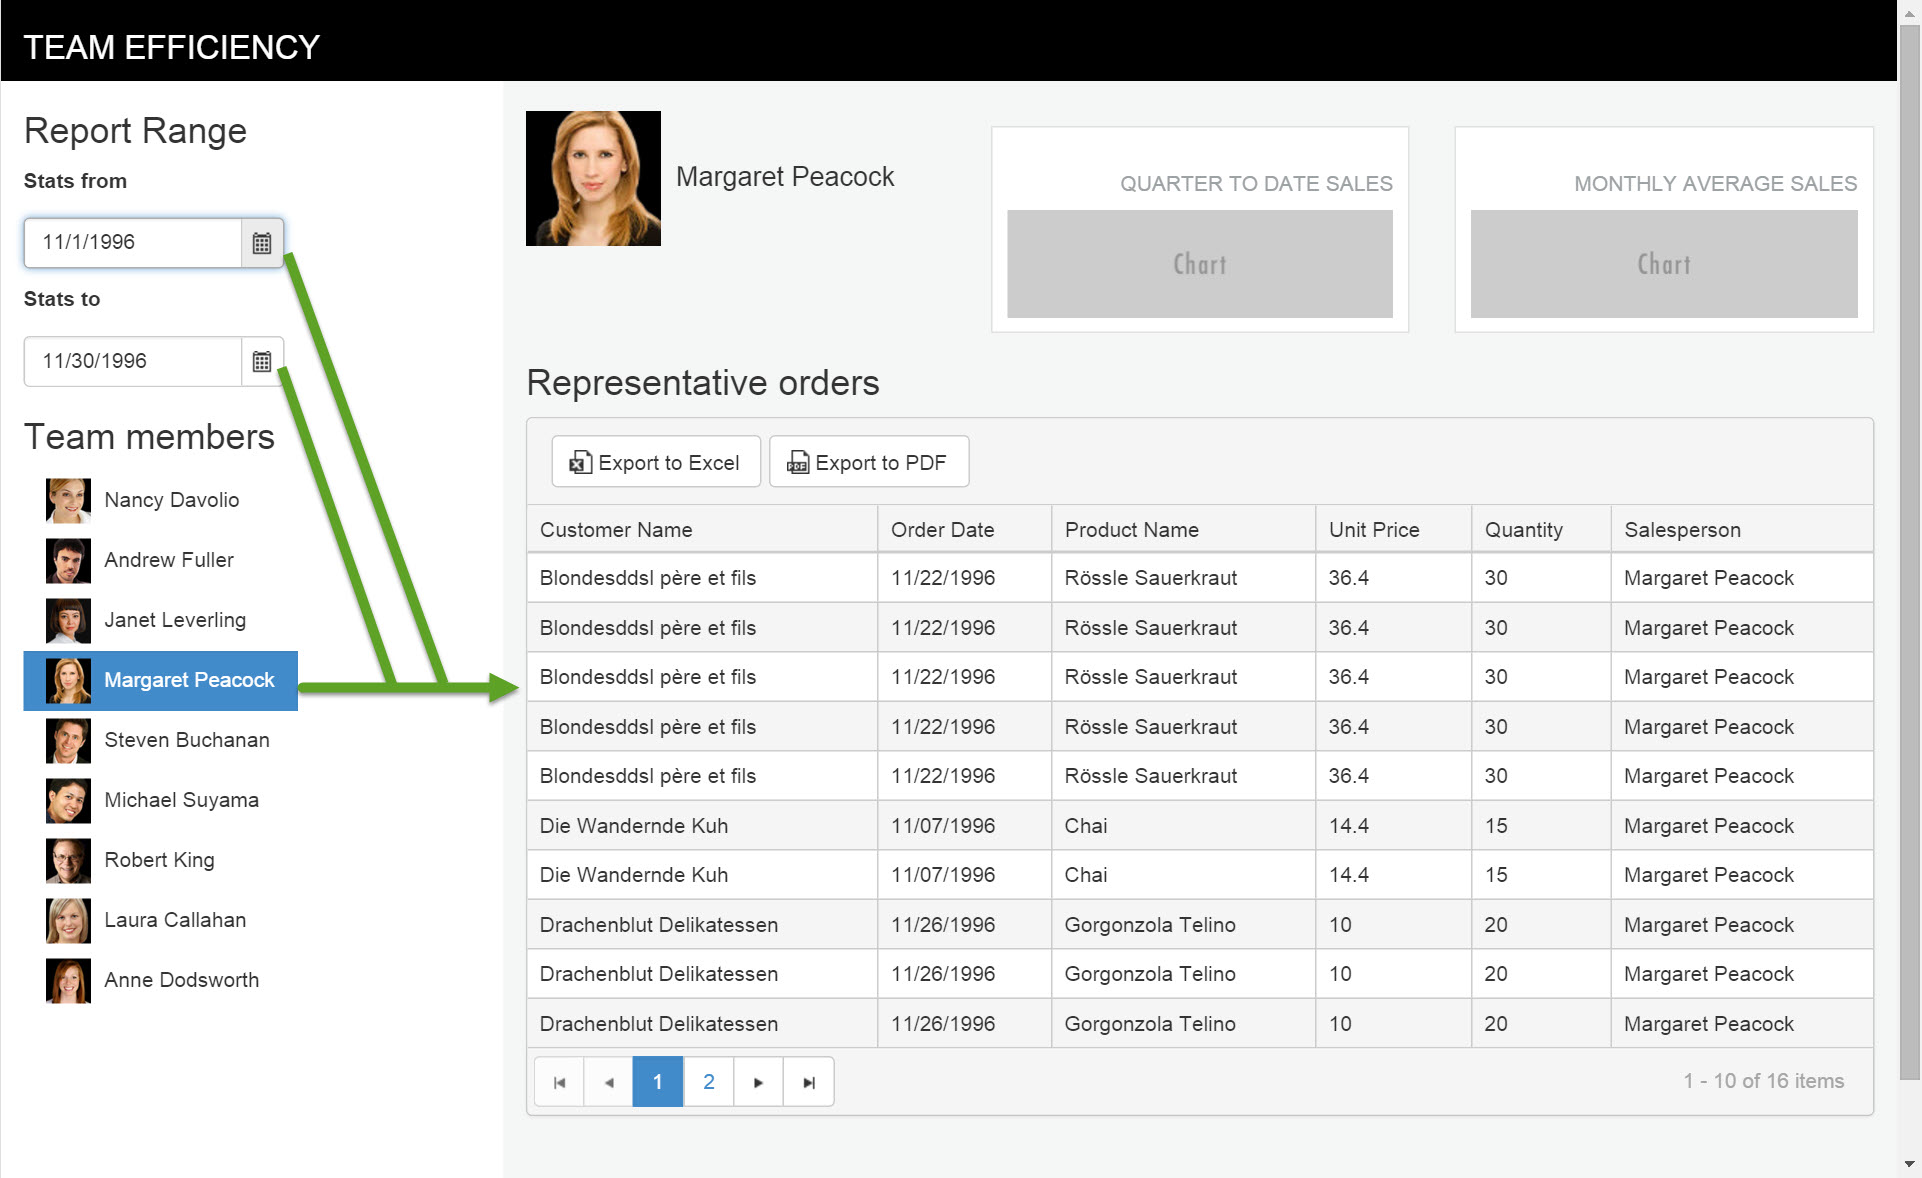 TEAM EFFICIENCY
Report Range
Stats from
11/1/1996
Stats to
11/30/1996
Team members
Nancy Davolio
Andrew Fuller
Janet Leverling
Margaret Peacock
Steven Buchanan
Michael Suyama
Robert King
Laura Callahan
Anne Dodsworth
Margaret Peacock
QUARTER TO DATE SALES
Chart
MONTHLY AVERAGE SALES
Chart
Representative orders
Export to Excel Export to PDF
Customer Name Order Date Product Name Unit Price Quantity Salesperson
Blondesddsl père et fils 11/22/1996 Rössle Sauerkraut 36.4 30 Margaret Peacock
Blondesddsl père et fils 11/22/1996 Rössle Sauerkraut 36.4 30 Margaret Peacock
Blondesddsl père et fils 11/22/1996 Rössle Sauerkraut 36.4 30 Margaret Peacock
Blondesddsl père et fils 11/22/1996 Rössle Sauerkraut 36.4 30 Margaret Peacock
Blondesddsl père et fils 11/22/1996 Rössle Sauerkraut 36.4 30 Margaret Peacock
Die Wandernde Kuh 11/07/1996 Chai 14.4 15 Margaret Peacock
Die Wandernde Kuh 11/07/1996 Chai 14.4 15 Margaret Peacock
Drachenblut Delikatessen 11/26/1996 Gorgonzola Telino 10 20 Margaret Peacock
Drachenblut Delikatessen 11/26/1996 Gorgonzola Telino 10 20 Margaret Peacock
Drachenblut Delikatessen 11/26/1996 Gorgonzola Telino 10 20 Margaret Peacock
1 2 1 - 10 of 16 items